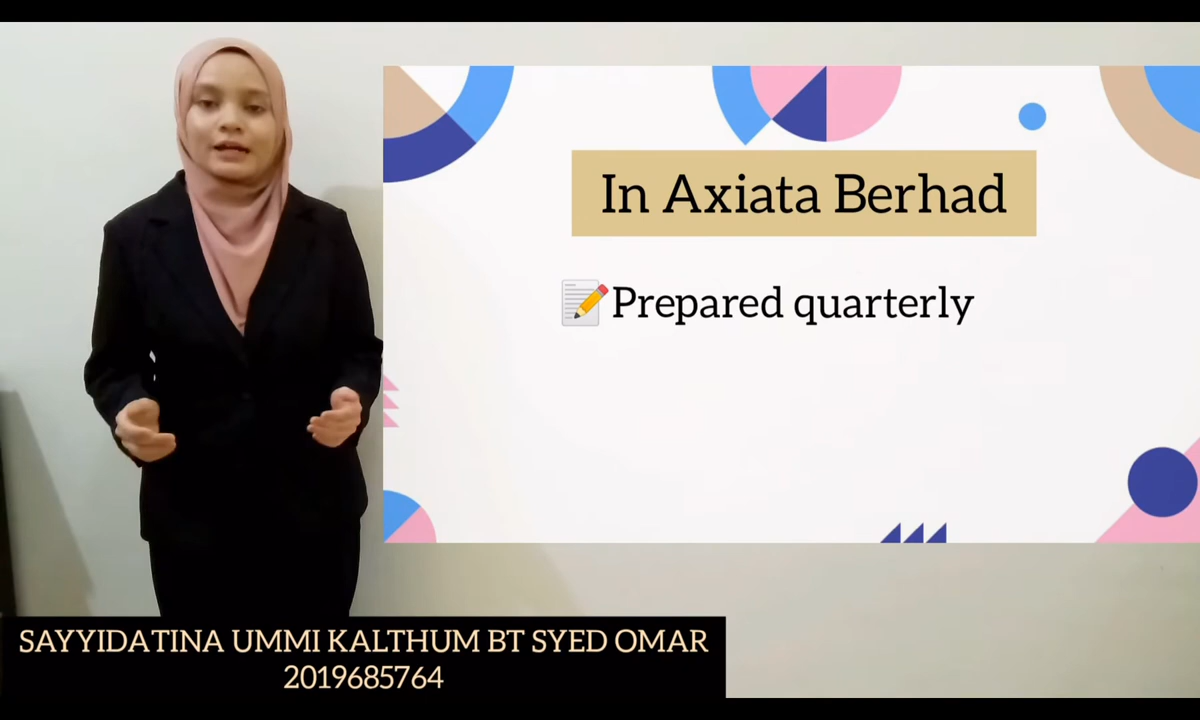 In Axiata Berhad
Prepared quarterly
SAYYIDATINA UMMI KALTHUM BT SYED OMAR
2019685764